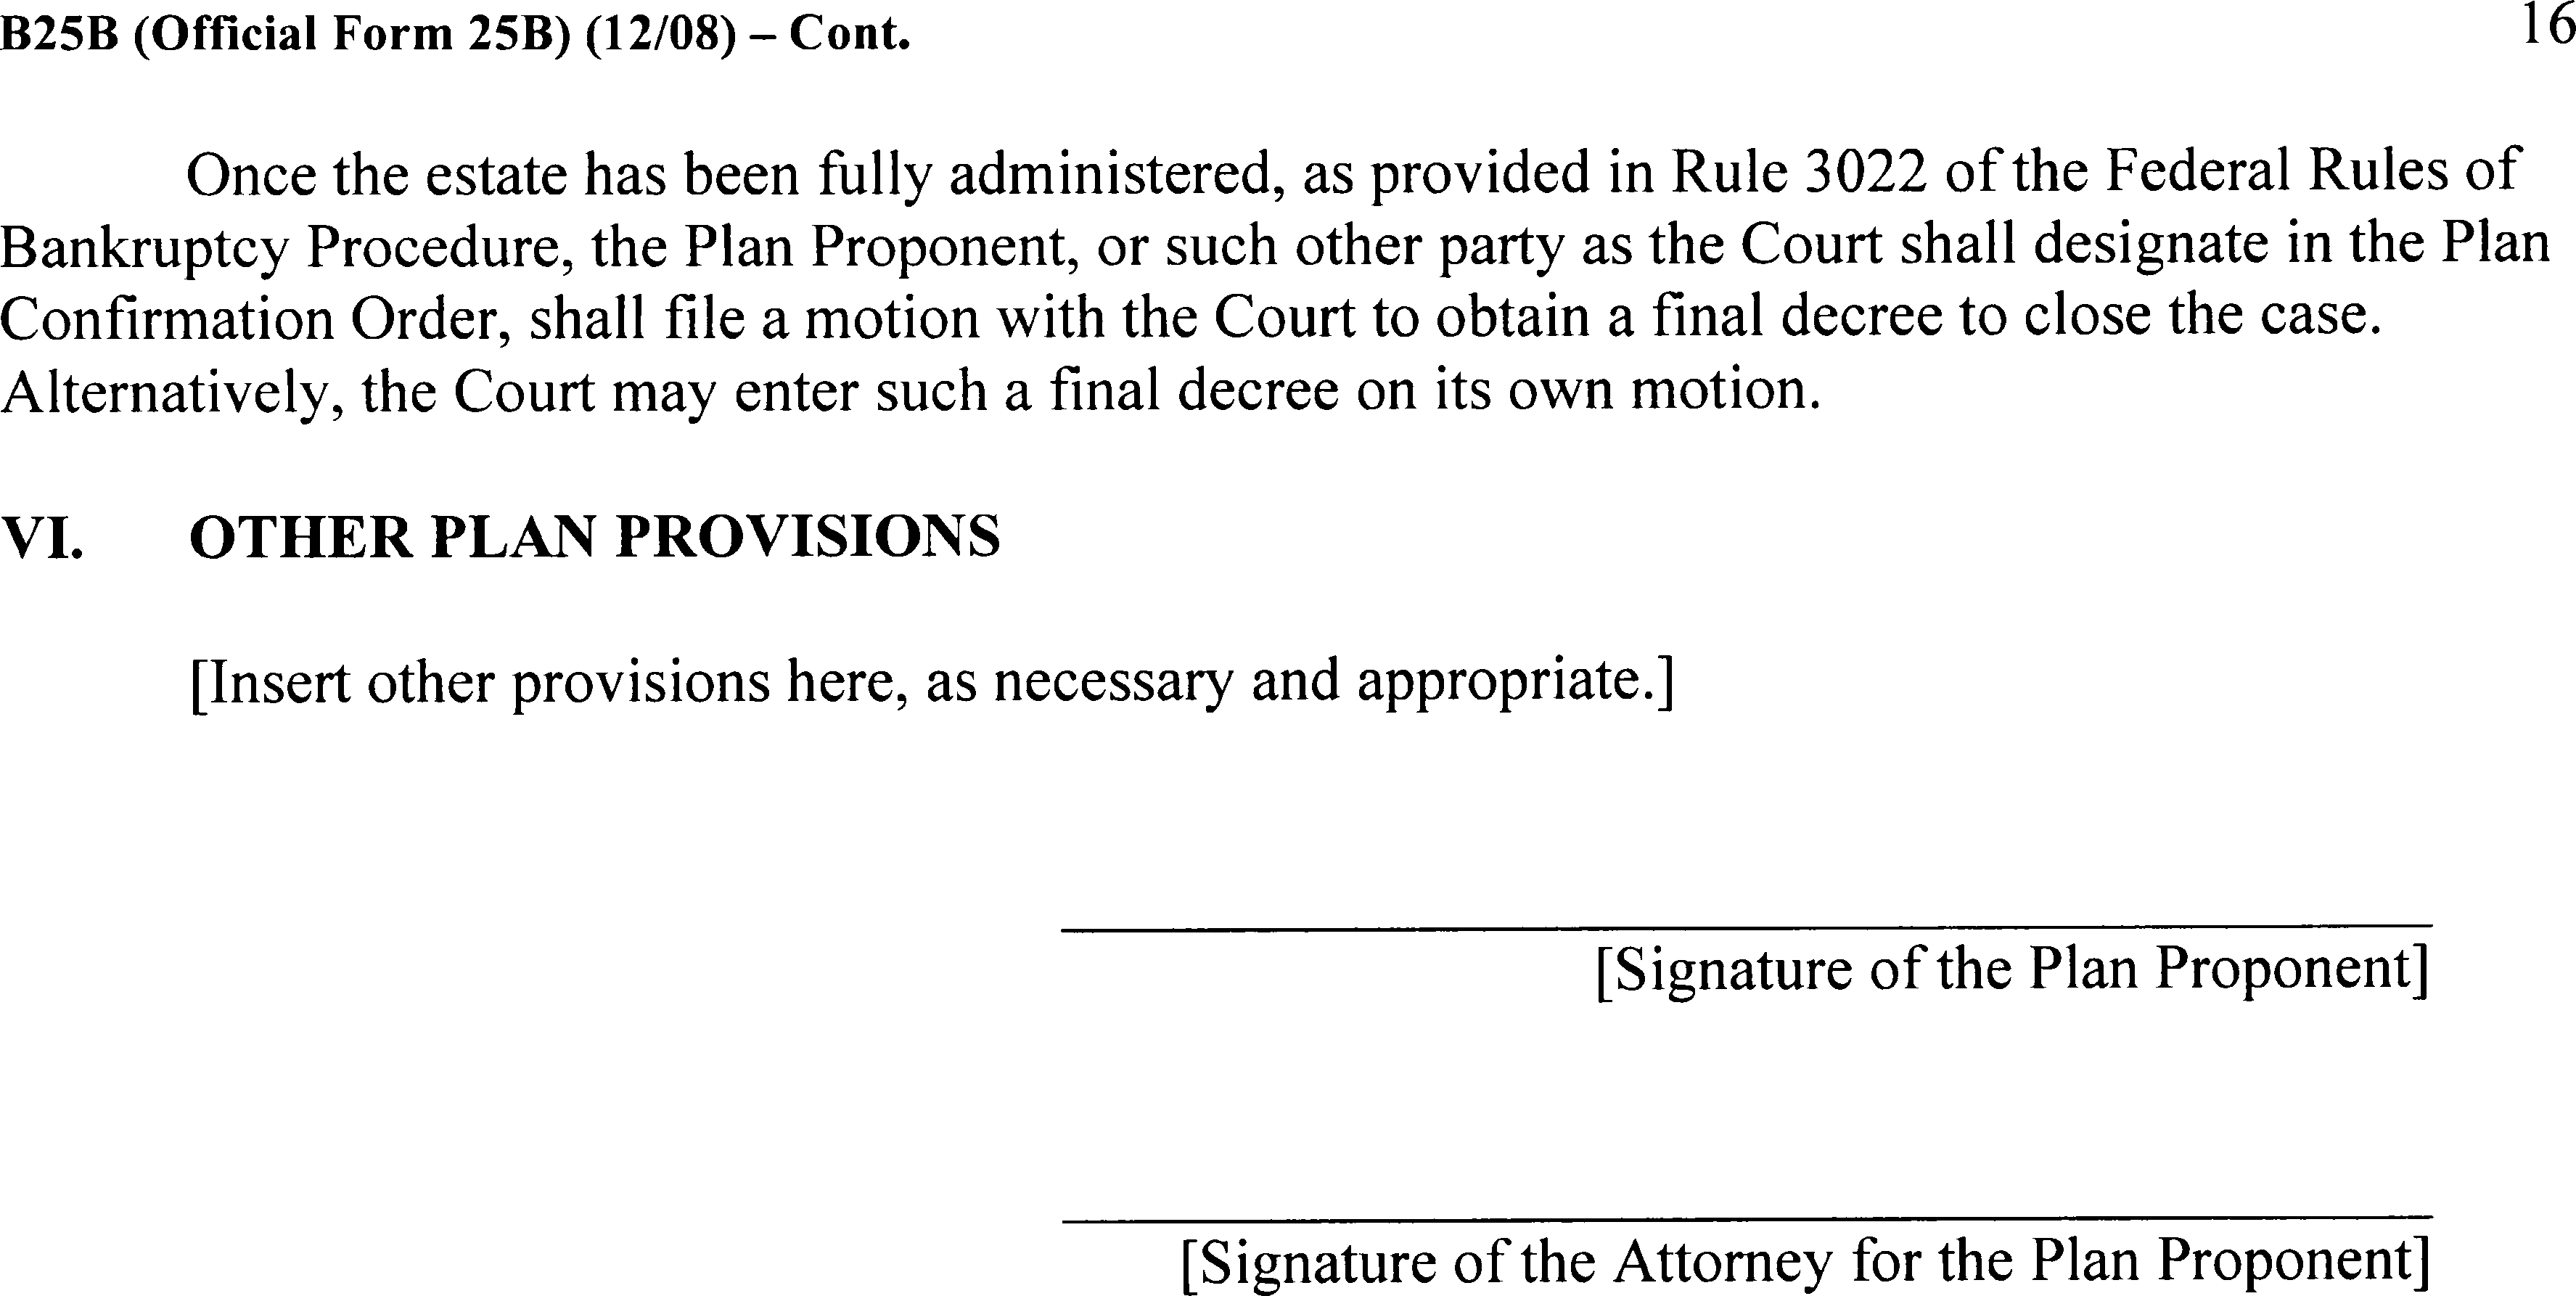 B25B (Official Form 25B) (12/08) – Cont. 16
Once the estate has been fully administered, as provided in Rule 3022 of the Federal Rules of
Bankruptcy Procedure, the Plan Proponent, or such other party as the Court shall designate in the Plan
Confirmation Order, shall file a motion with the Court to obtain a final decree to close the case.
Alternatively, the Court may enter such a final decree on its own motion.
VI. OTHER PLAN PROVISIONS
[Insert other provisions here, as necessary and appropriate.]
[Signature of the Plan Proponent]
[Signature of the Attorney for the Plan Proponent]